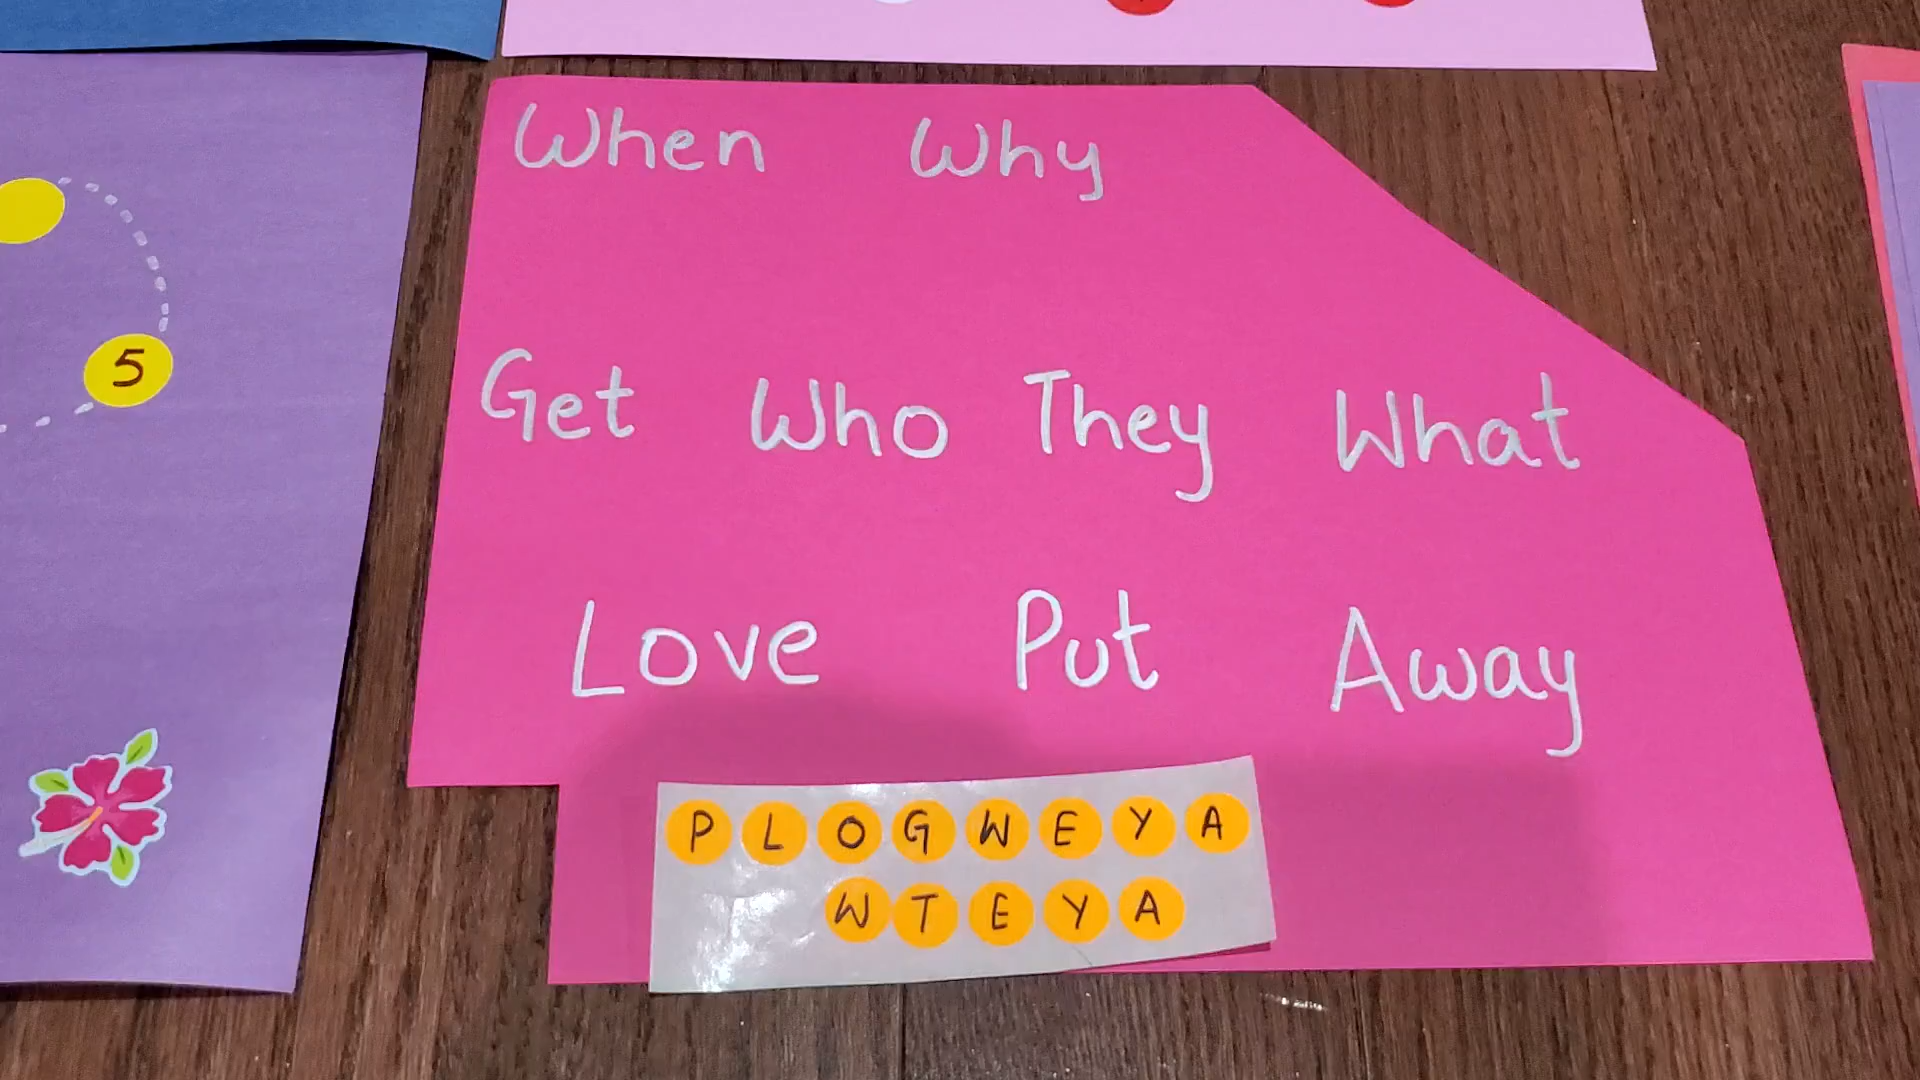 When Why
5
Get Who They What
Love Put Away
P L O G W E Y A
W T E Y A